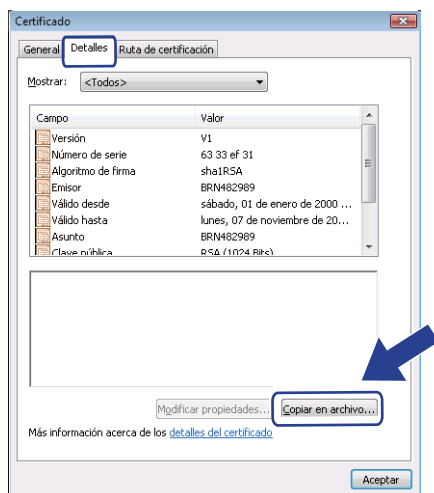 Certificado
General Detalles Ruta de certificación
Mostrar: <Todos>
Campo Valor
Versión V1
Número de serie 63 33 ef 31
Algoritmo de firma sha1RSA
Emisor BRN482989
Válido desde sábado, 01 de enero de 2000 ...
Válido hasta lunes, 07 de noviembre de 20...
Asunto BRN482989
Clave pública RSA (1024 Bits)
Modificar propiedades... Copiar en archivo...
Más información acerca de los detalles del certificado
Aceptar